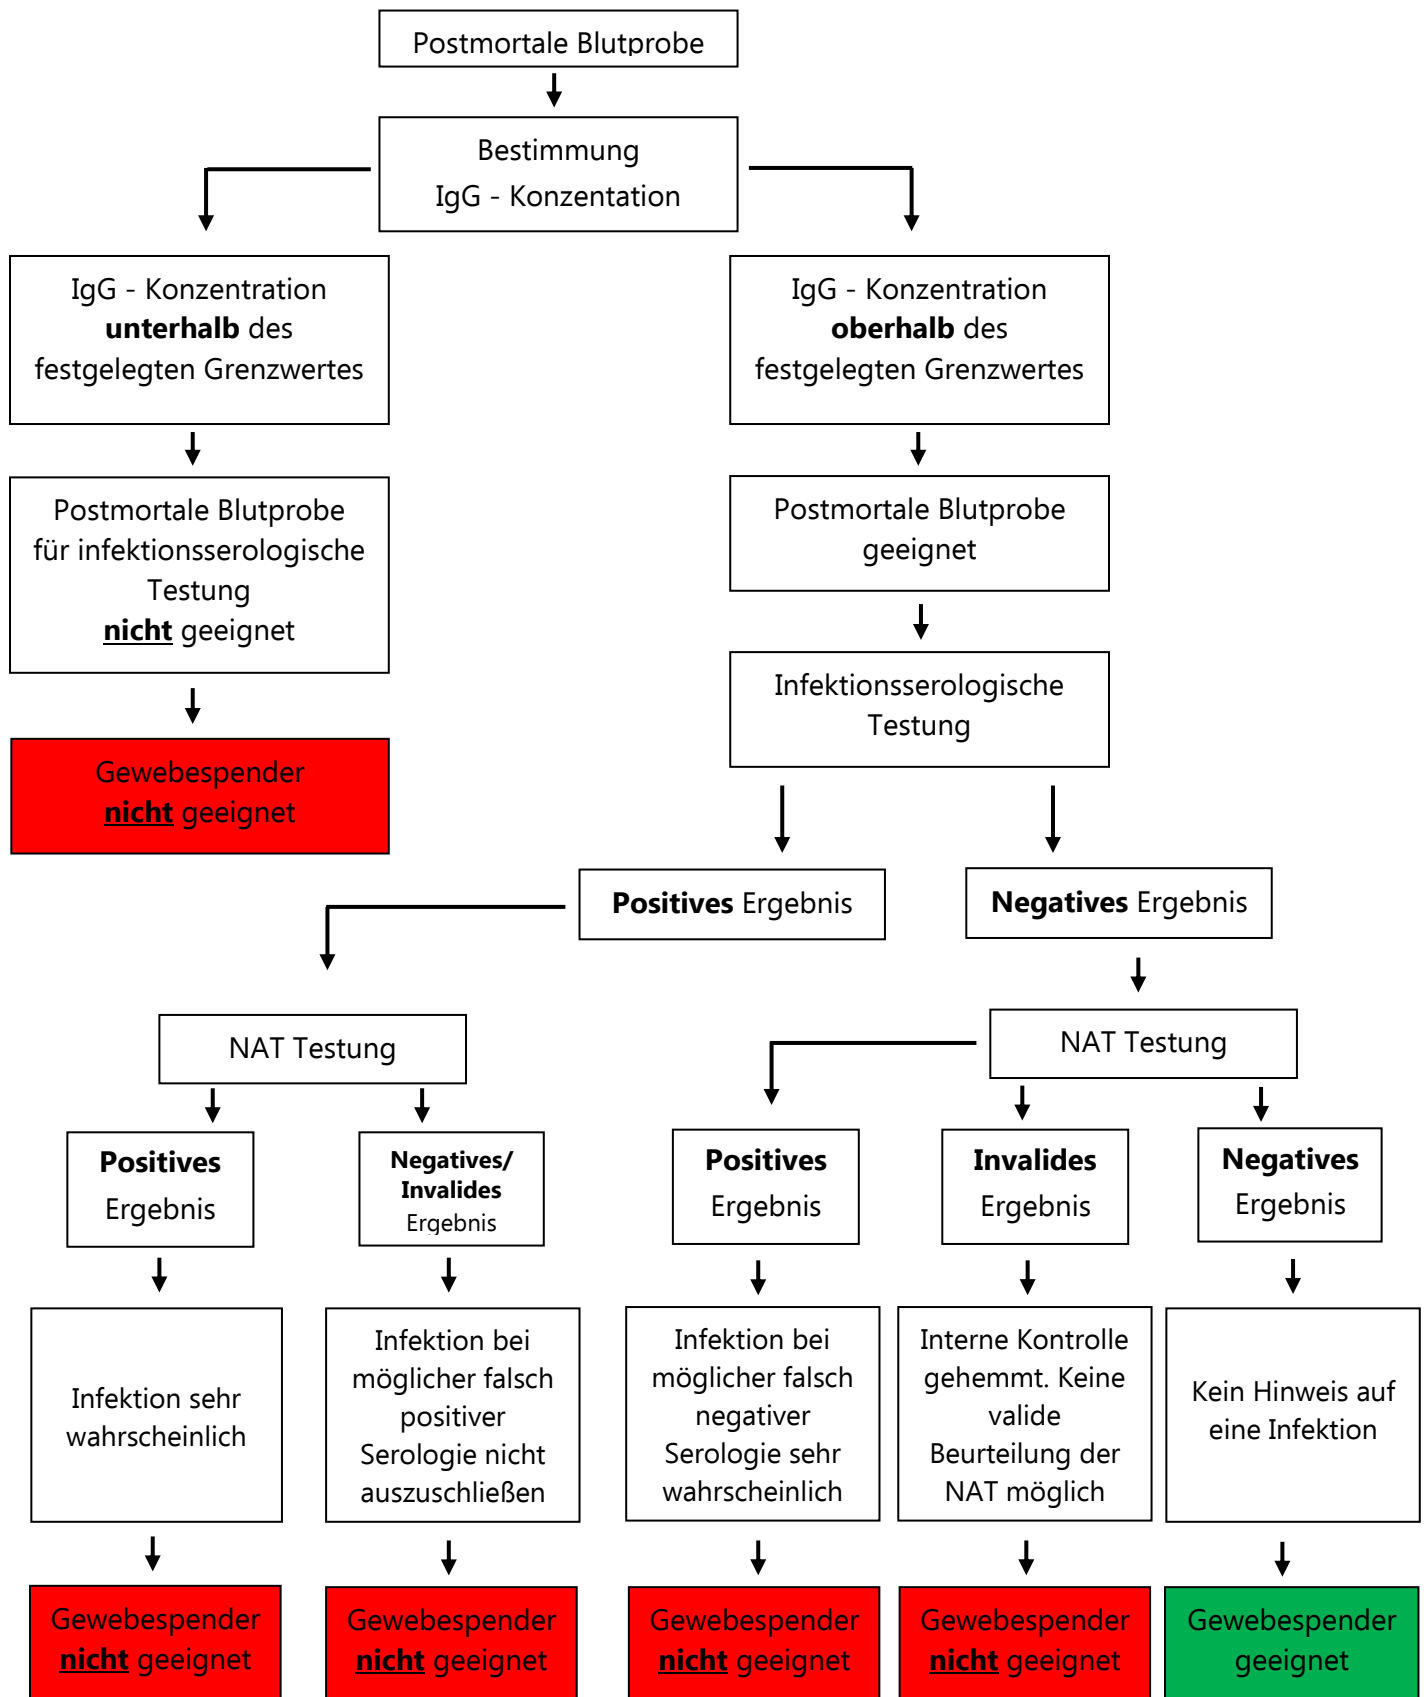 Postmortale Blutprobe
Bestimmung
IgG - Konzentation
IgG - Konzentration
unterhalb des
festgelegten Grenzwertes
IgG - Konzentration
oberhalb des
festgelegten Grenzwertes
Postmortale Blutprobe
für infektionsserologische
Testung
nicht geeignet
Postmortale Blutprobe
geeignet
Infektionsserologische
Testung
Gewebespender
nicht geeignet
Positives Ergebnis
Negatives Ergebnis
NAT Testung
NAT Testung
Positives
Ergebnis
Negatives/
Invalides
Ergebnis
Positives
Ergebnis
Invalides
Ergebnis
Negatives
Ergebnis
Infektion sehr
wahrscheinlich
Infektion bei
möglicher falsch
positiver
Serologie nicht
auszuschließen
Infektion bei
möglicher falsch
negativer
Serologie sehr
wahrscheinlich
Interne Kontrolle
gehemmt. Keine
valide
Beurteilung der
NAT möglich
Kein Hinweis auf
eine Infektion
Gewebespender
nicht geeignet
Gewebespender
nicht geeignet
Gewebespender
nicht geeignet
Gewebespender
nicht geeignet
Gewebespender
geeignet